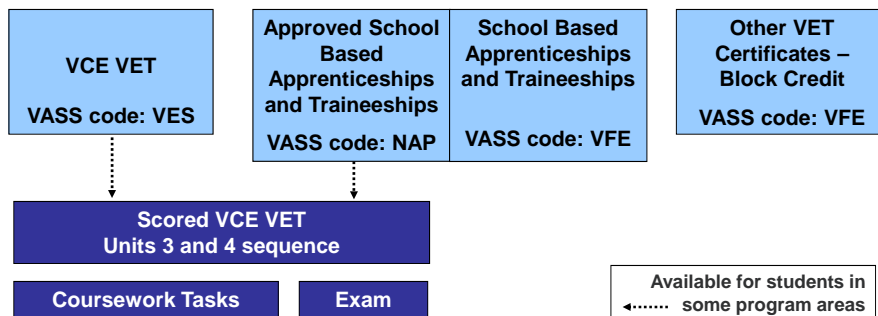 VCE VET
VASS code: VES
Approved School
Based
Apprenticeships
and Traineeships
VASS code: NAP
School Based
Apprenticeships
and Traineeships
VASS code: VFE
Other VET
Certificates –
Block Credit
VASS code: VFE
Scored VCE VET
Units 3 and 4 sequence
Coursework Tasks
Exam
Available for students in
some program areas